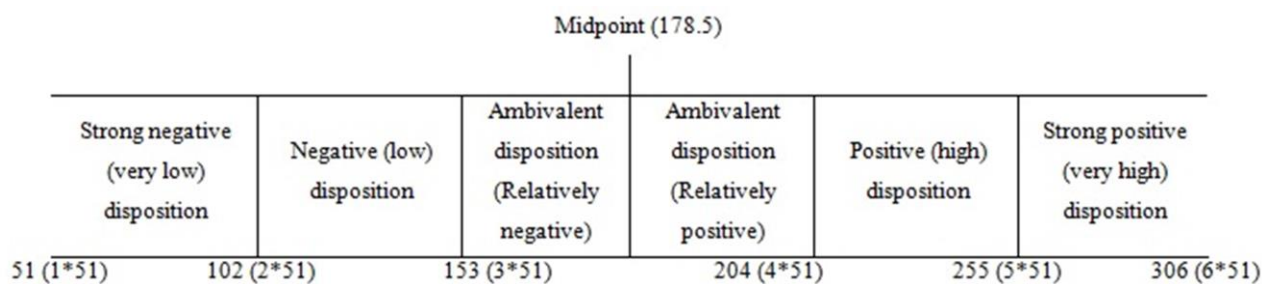 Midpoint (178.5)
Strong negative
(very low)
disposition
Negative (low)
disposition
Ambivalent
disposition
(Relatively
negative)
Ambivalent
disposition
(Relatively
positive)
Positive (high)
disposition
Strong positive
(very high)
disposition
51 (1*51) 102 (2*51) 153 (3*51) 204 (4*51) 255 (5*51) 306 (6*51)